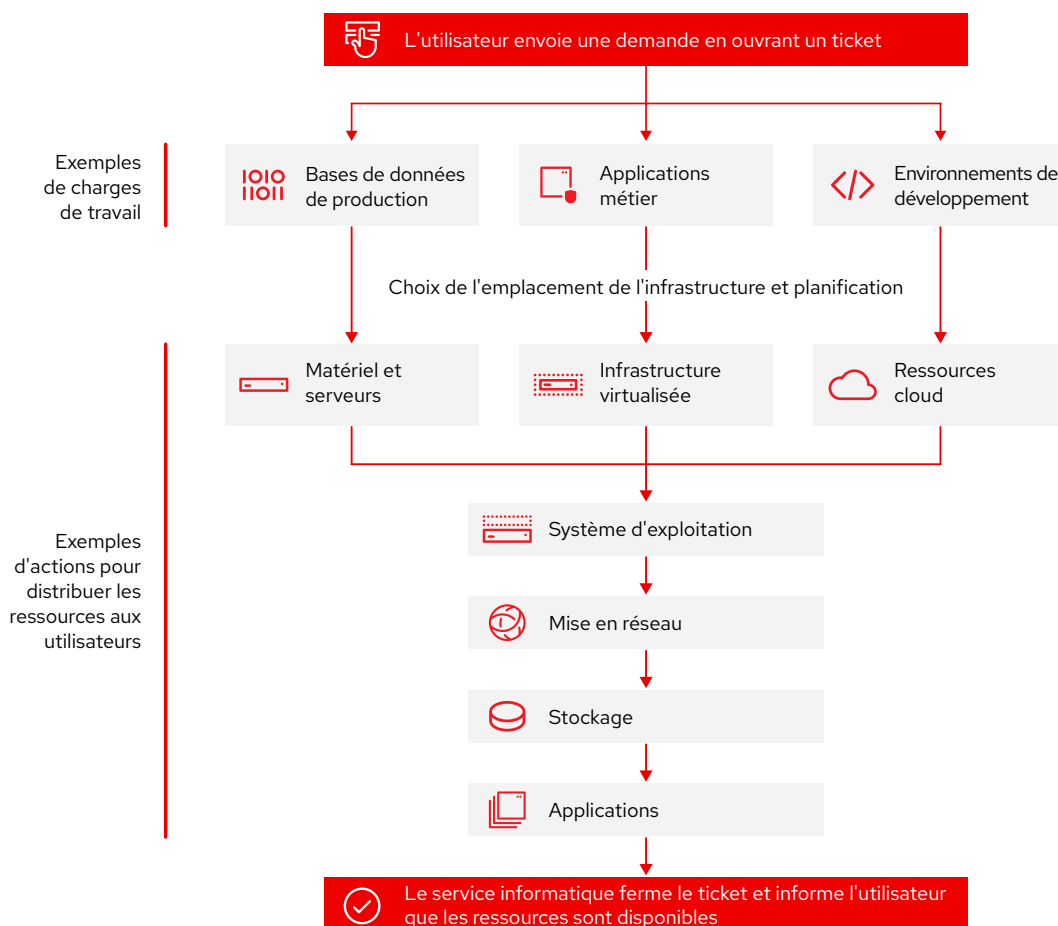 L'utilisateur envoie une demande en ouvrant un ticket
Exemples
de charges
de travail
Bases de données
de production
Applications
métier
Environnements de
développement
Choix de l'emplacement de l'infrastructure et planification
Exemples
d'actions pour
distribuer les
ressources aux
utilisateurs
Matériel et
serveurs
Infrastructure
virtualisée
Ressources
cloud
Système d'exploitation
Mise en réseau
Stockage
Applications
Le service informatique ferme le ticket et informe l'utilisateur
que les ressources sont disponibles